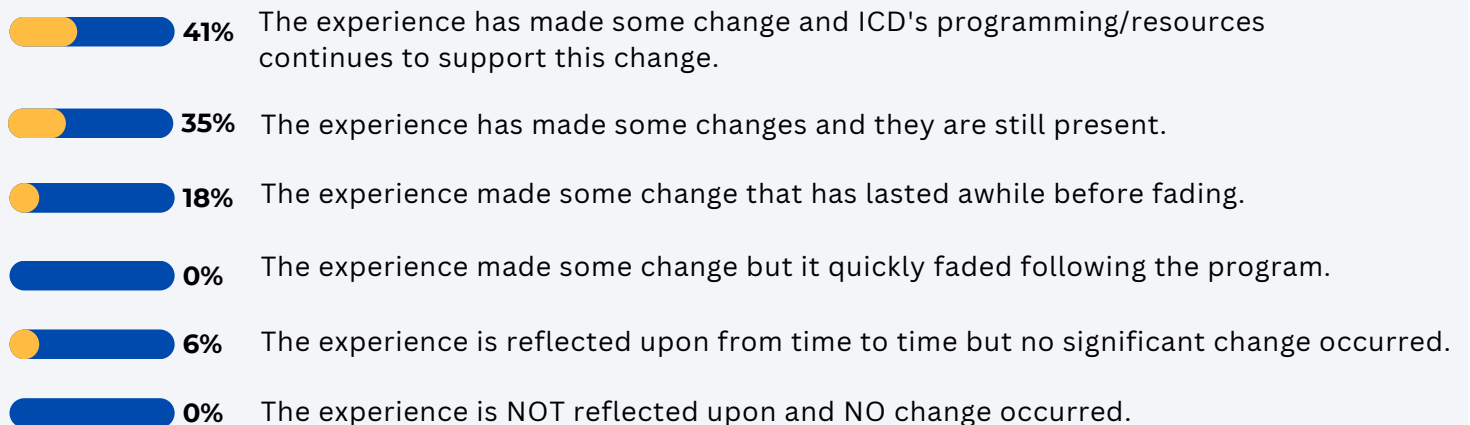 41% The experience has made some change and ICD's programming/resources
continues to support this change.
35% The experience has made some changes and they are still present.
18% The experience made some change that has lasted awhile before fading.
0% The experience made some change but it quickly faded following the program.
6% The experience is reflected upon from time to time but no significant change occurred.
0% The experience is NOT reflected upon and NO change occurred.